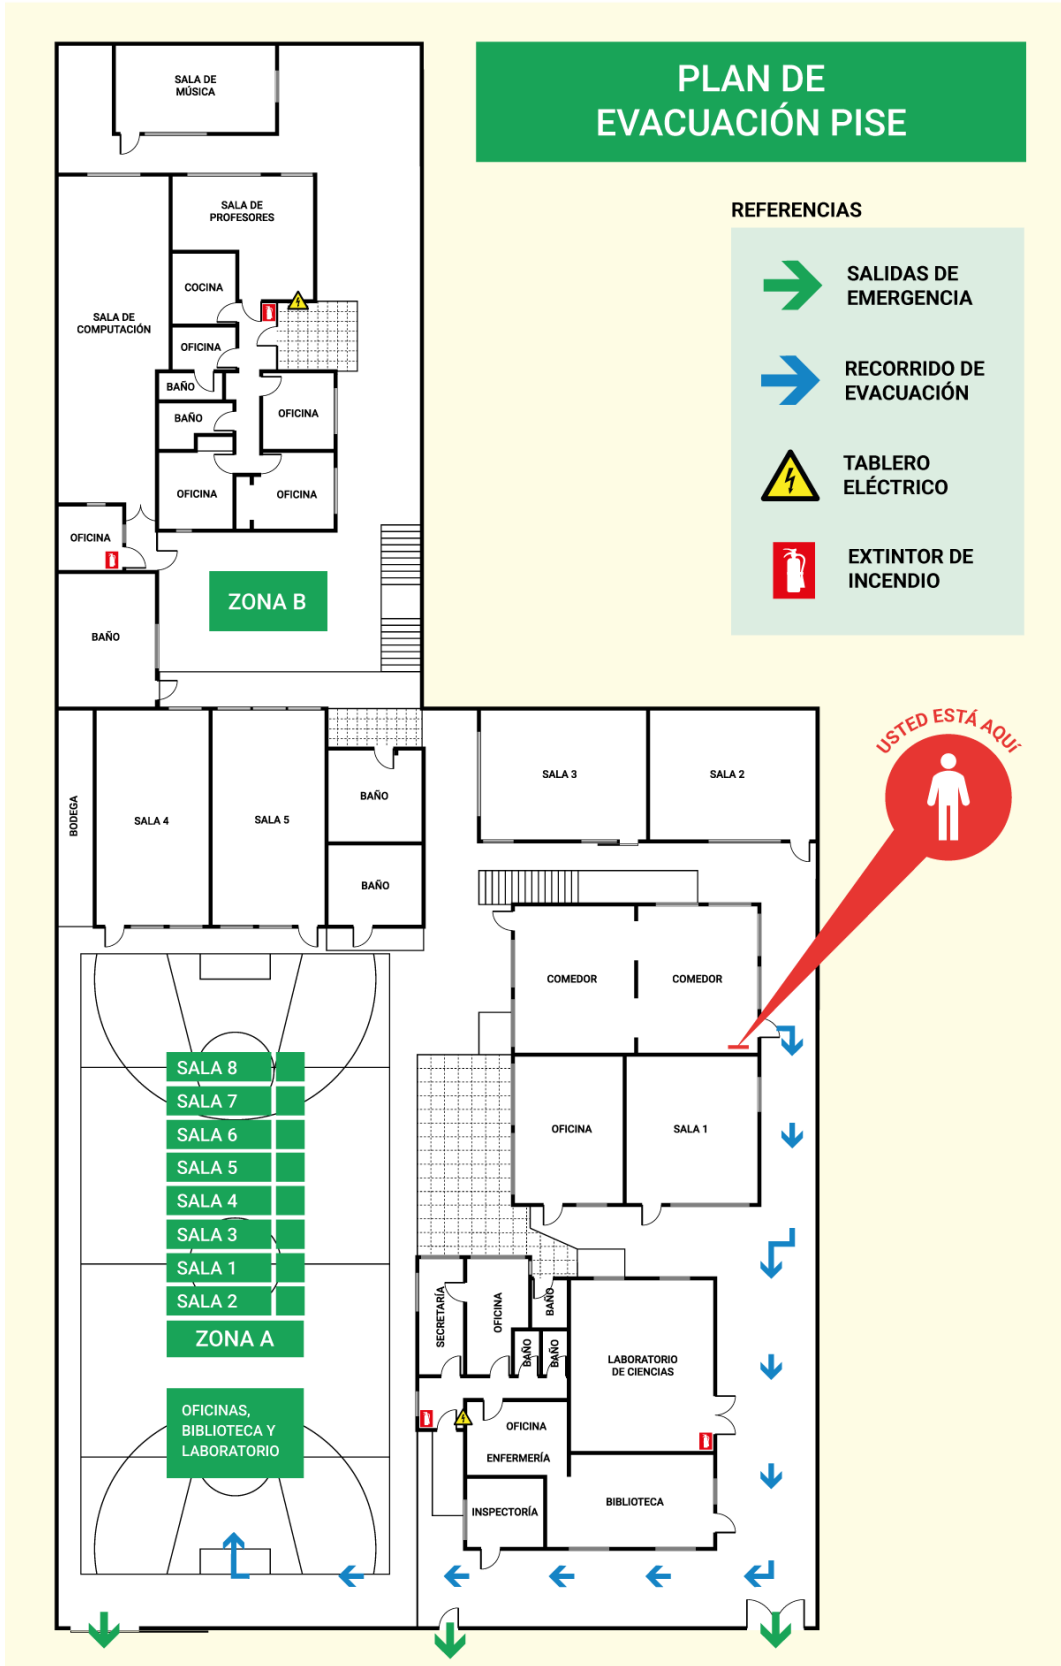 PLAN DE
EVACUACIÓN PISE
REFERENCIAS
SALIDAS DE
EMERGENCIA
RECORRIDO DE
EVACUACIÓN
TABLERO
ELÉCTRICO
EXTINTOR DE
INCENDIO
SALA DE
MÚSICA
SALA DE
PROFESORES
COCINA
SALA DE
COMPUTACIÓN
OFICINA
BAÑO
BAÑO
OFICINA
OFICINA
OFICINA
OFICINA
ZONA B
BAÑO
USTED ESTÁ AQUÍ
BODEGA
SALA 4
SALA 5
BAÑO
BAÑO
SALA 3
SALA 2
COMEDOR
COMEDOR
OFICINA
SALA 1
SALA 8
SALA 7
SALA 6
SALA 5
SALA 4
SALA 3
SALA 1
SALA 2
ZONA A
OFICINAS,
BIBLIOTECA Y
LABORATORIO
SECRETARÍA
OFICINA
BAÑO
BAÑO
BAÑO
LABORATORIO
DE CIENCIAS
OFICINA
ENFERMERÍA
INSPECTORÍA
BIBLIOTECA